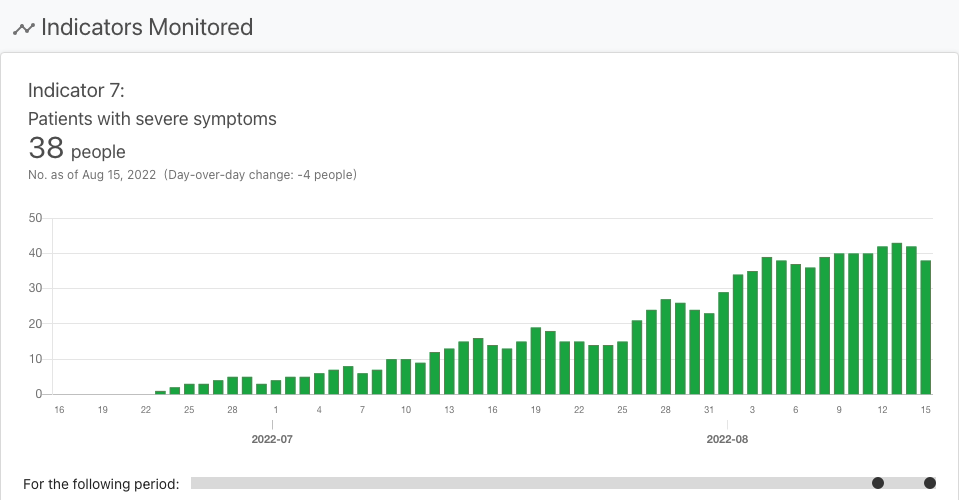 Indicators Monitored
Indicator 7:
Patients with severe symptoms
38 people
No. as of Aug 15, 2022 (Day-over-day change: -4 people)
50
40
30
20
10
0
16 19 22 25 28 1 4 7 10 13 16 19 22 25 28 31 3 6 9 12 15
2022-07 2022-08
For the following period: